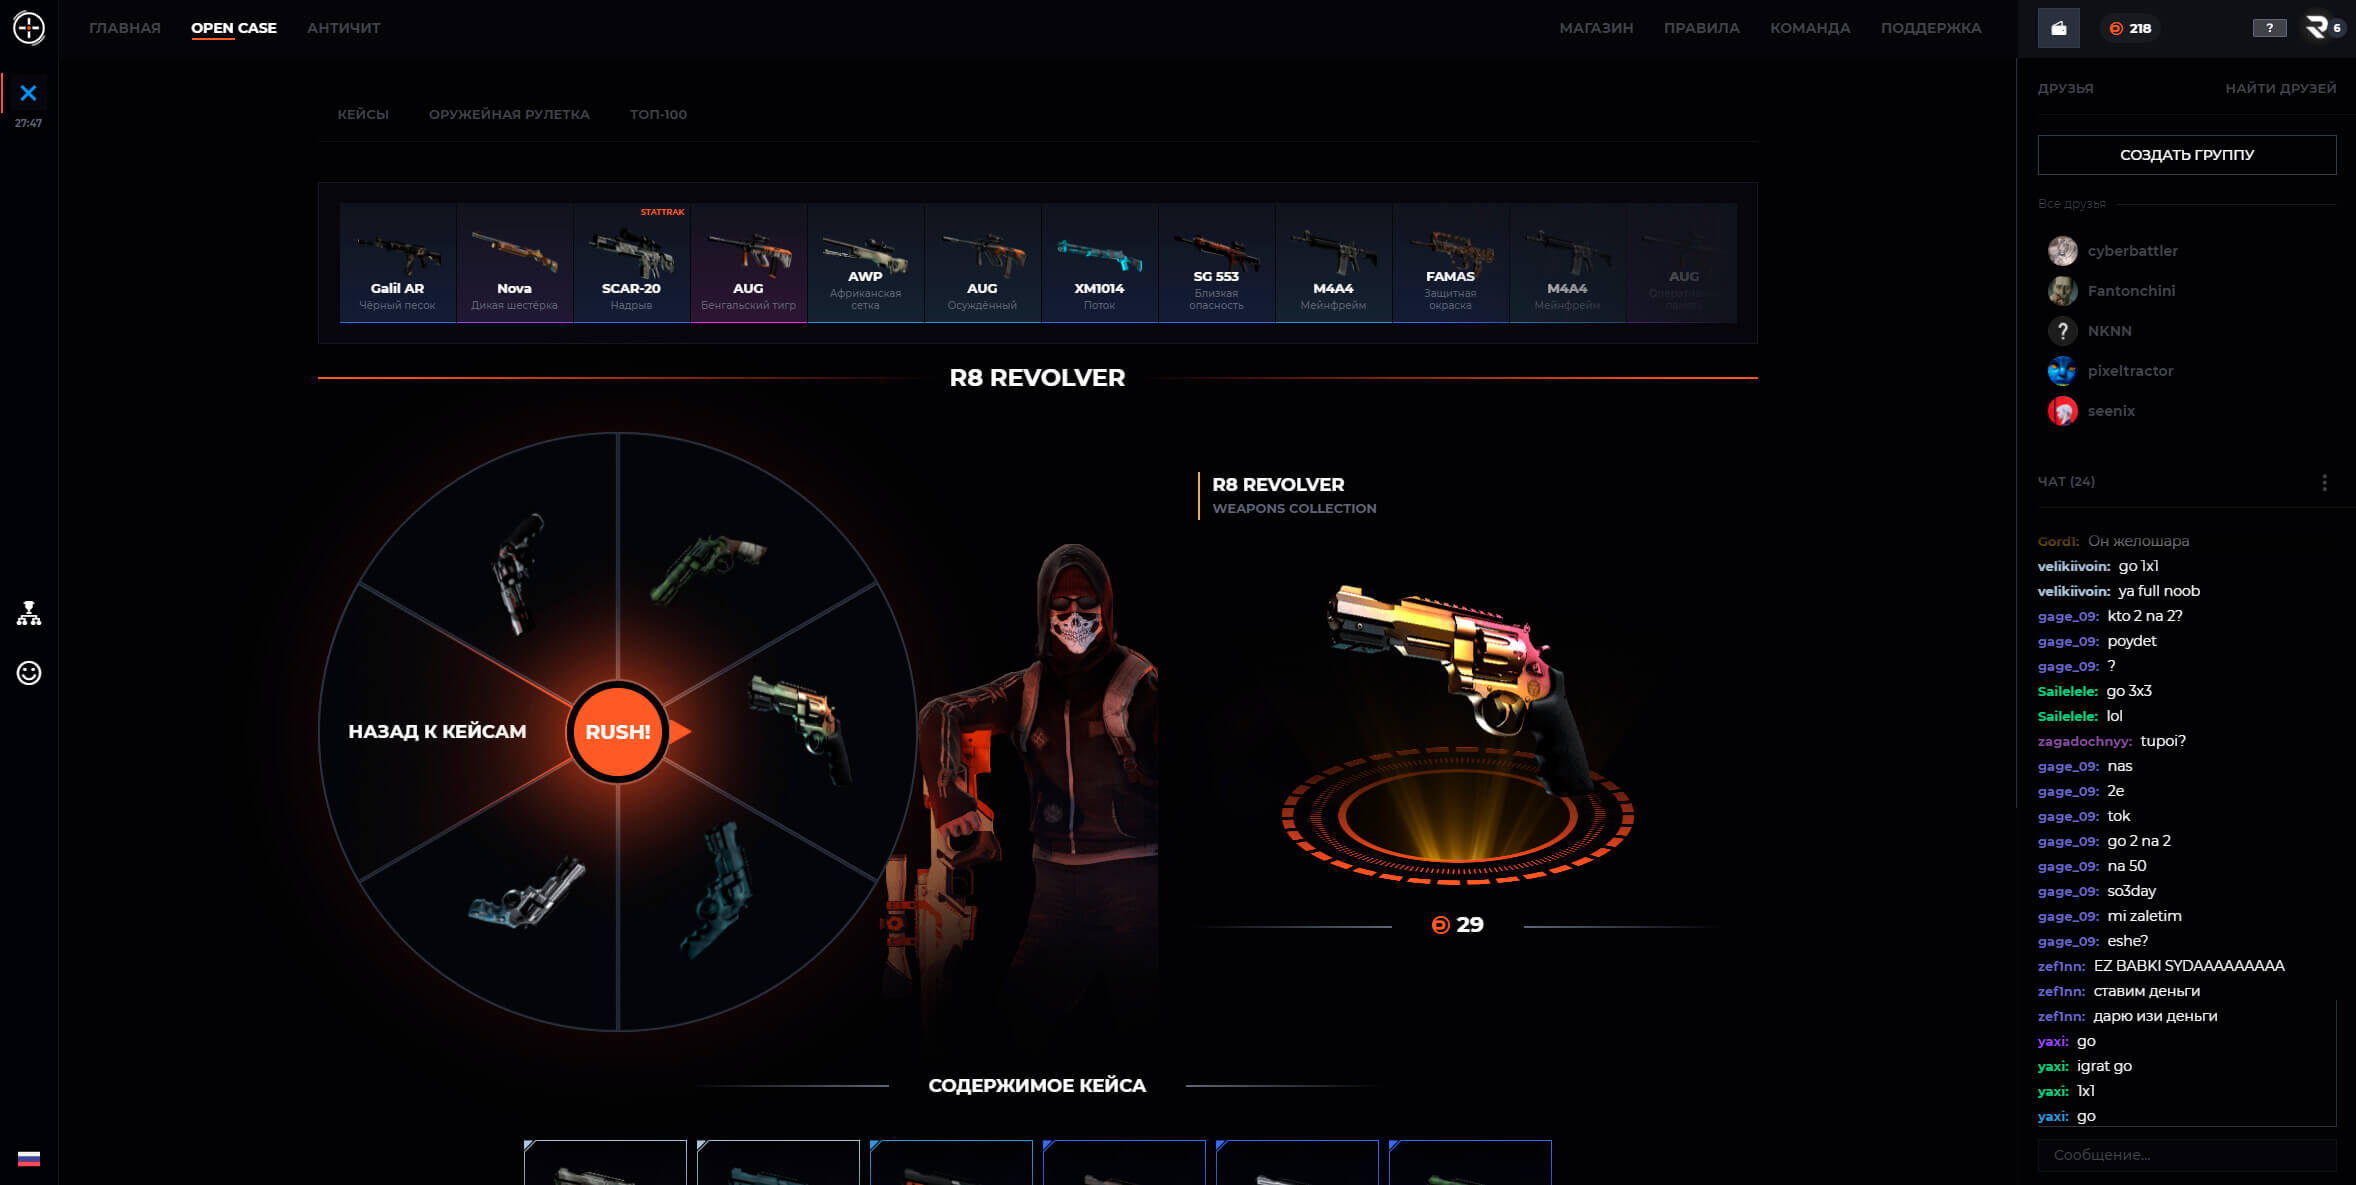 ГЛАВНАЯ OPEN CASE АНТИЧИТ МАГАЗИН ПРАВИЛА КОМАНДА ПОДДЕРЖКА 218 ? 6
27:47
КЕЙСЫ ОРУЖЕЙНАЯ РУЛЕТКА ТОП-100
STATTRAK
Galil AR
Чёрный песок
Nova
Дикая шестёрка
SCAR-20
Надрыв
AUG
Бенгальский тигр
AWP
Африканская
сетка
AUG
Осуждённый
XM1014
Поток
SG 553
Близкая
опасность
M4A4
Мейнфрейм
FAMAS
Защитная
окраска
M4A4
Мейнфрейм
AUG
R8 REVOLVER
НАЗАД К КЕЙСАМ
RUSH!
R8 REVOLVER
WEAPONS COLLECTION
29
СОДЕРЖИМОЕ КЕЙСА
ДРУЗЬЯ НАЙТИ ДРУЗЕЙ
СОЗДАТЬ ГРУППУ
Все друзья
cyberbattler
Fantonchini
? NKNN
pixeltractor
seenix
ЧАТ (24)
Gord1: Он желошара
velikiivoin: go 1x1
velikiivoin: ya full noob
gage_09: kto 2 na 2?
gage_09: poydet
gage_09: ?
Sailelele: go 3x3
Sailelele: lol
zagadochnyy: tupoi?
gage_09: nas
gage_09: 2e
gage_09: tok
gage_09: go 2 na 2
gage_09: na 50
gage_09: so3day
gage_09: mi zaletim
gage_09: eshe?
zef1nn: EZ BABKI SYDAAAAAAAAA
zef1nn: ставим деньги
zef1nn: дарю изи деньги
yaxi: go
yaxi: igrat go
yaxi: 1x1
yaxi: go
Сообщение...